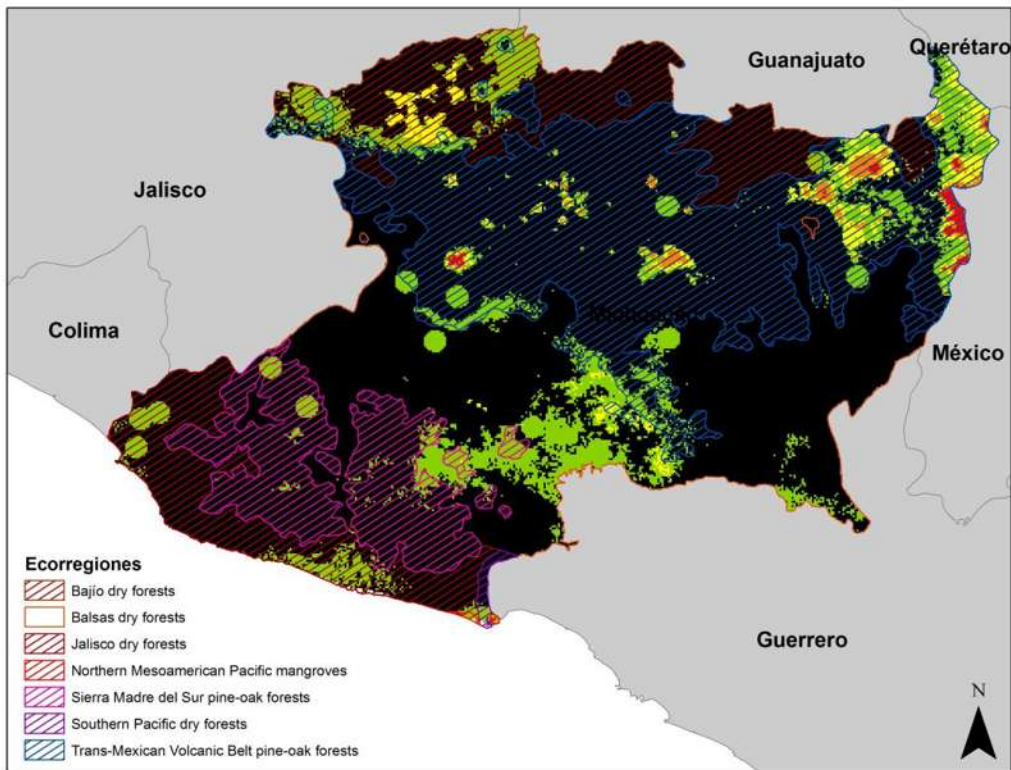 Guanajuato
Querétaro
Jalisco
Colima
México
Guerrero
N
Ecorregiones
Bajío dry forests
Balsas dry forests
Jalisco dry forests
Northern Mesoamerican Pacific mangroves
Sierra Madre del Sur pine-oak forests
Southern Pacific dry forests
Trans-Mexican Volcanic Belt pine-oak forests